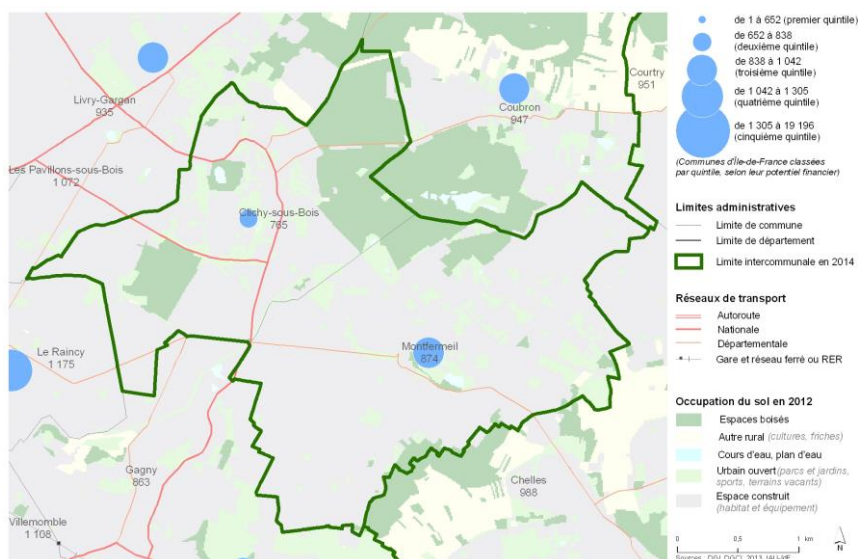 Livry-Gargan
935
Courtry
951
Coubron
947
Les Pavillons-sous-Bois
1 072
Clichy-sous-Bois
765
Le Raincy
1 175
Montfermeil
874
Gagny
863
Chelles
988
Villemomble
1 108
de 1 à 652 (premier quintile)
de 652 à 838
(deuxième quintile)
de 838 à 1 042
(troisième quintile)
de 1 042 à 1 305
(quatrième quintile)
de 1 305 à 19 196
(cinquième quintile)
(Communes d'Île-de-France classées
par quintile, selon leur potentiel financier)
Limites administratives
Limite de commune
Limite de département
Limite intercommunale en 2014
Réseaux de transport
Autoroute
Nationale
Départementale
Gare et réseau ferré ou RER
Occupation du sol en 2012
Espaces boisés
Autre rural (cultures, friches)
Cours d'eau, plan d'eau
Urbain ouvert (parcs et jardins,
sports, terrains vacants)
Espace construit
(habitat et équipement)
0 0,5 1 km
N
Sources : DGI, DGCL 2013, IAU-IdF